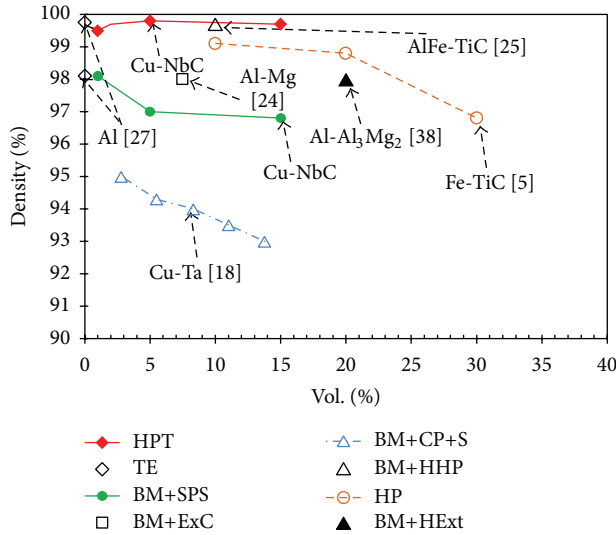 100
99
98
97
96
95
94
93
92
91
90
Density (%)
Cu-NbC
AlFe-TiC [25]
Al-Mg
[24]
Al [27]
Al-Al₃Mg₂ [38]
Cu-NbC
Fe-TiC [5]
Cu-Ta [18]
0 5 10 15 20 25 30 35 40
Vol. (%)
HPT
TE
BM+SPS
BM+ExC
BM+CP+S
BM+HHP
HP
BM+HExt